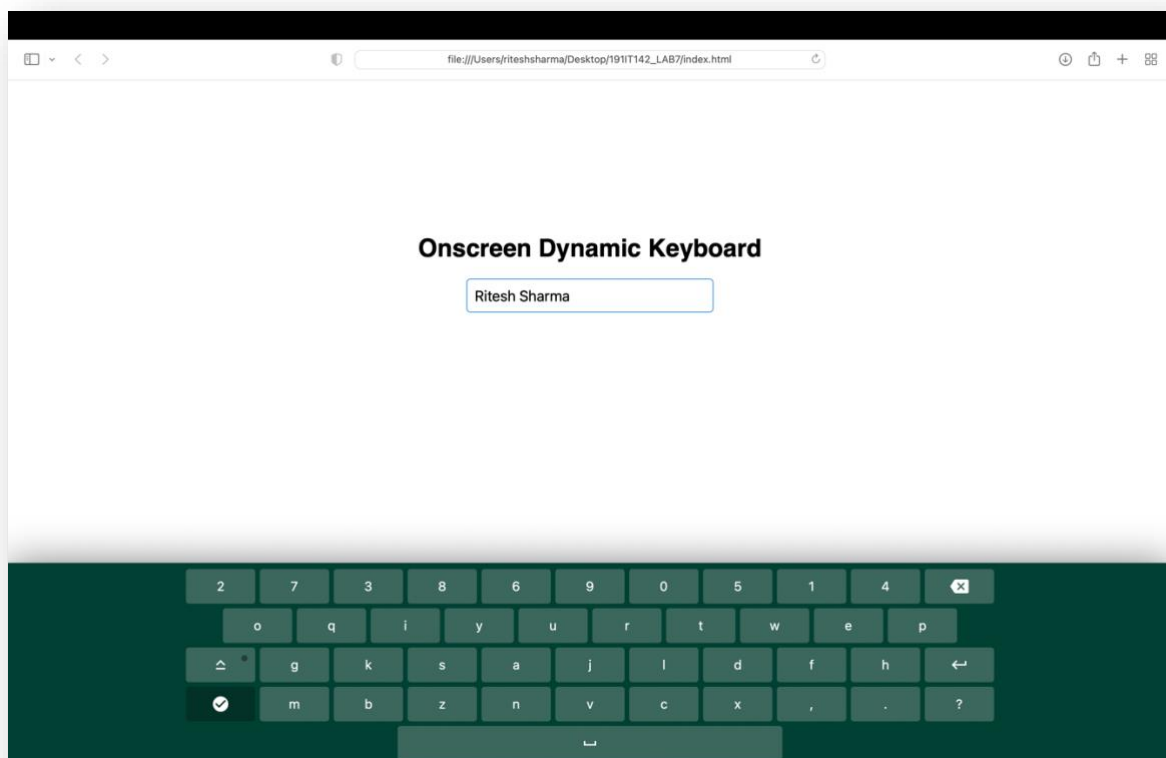 file:///Users/riteshsharma/Desktop/191IT142_LAB7/index.html
Onscreen Dynamic Keyboard
Ritesh Sharma
2 7 3 8 6 9 0 5 1 4
o q i y u r t w e p
g k s a j l d f h
m b z n v c x , . ?